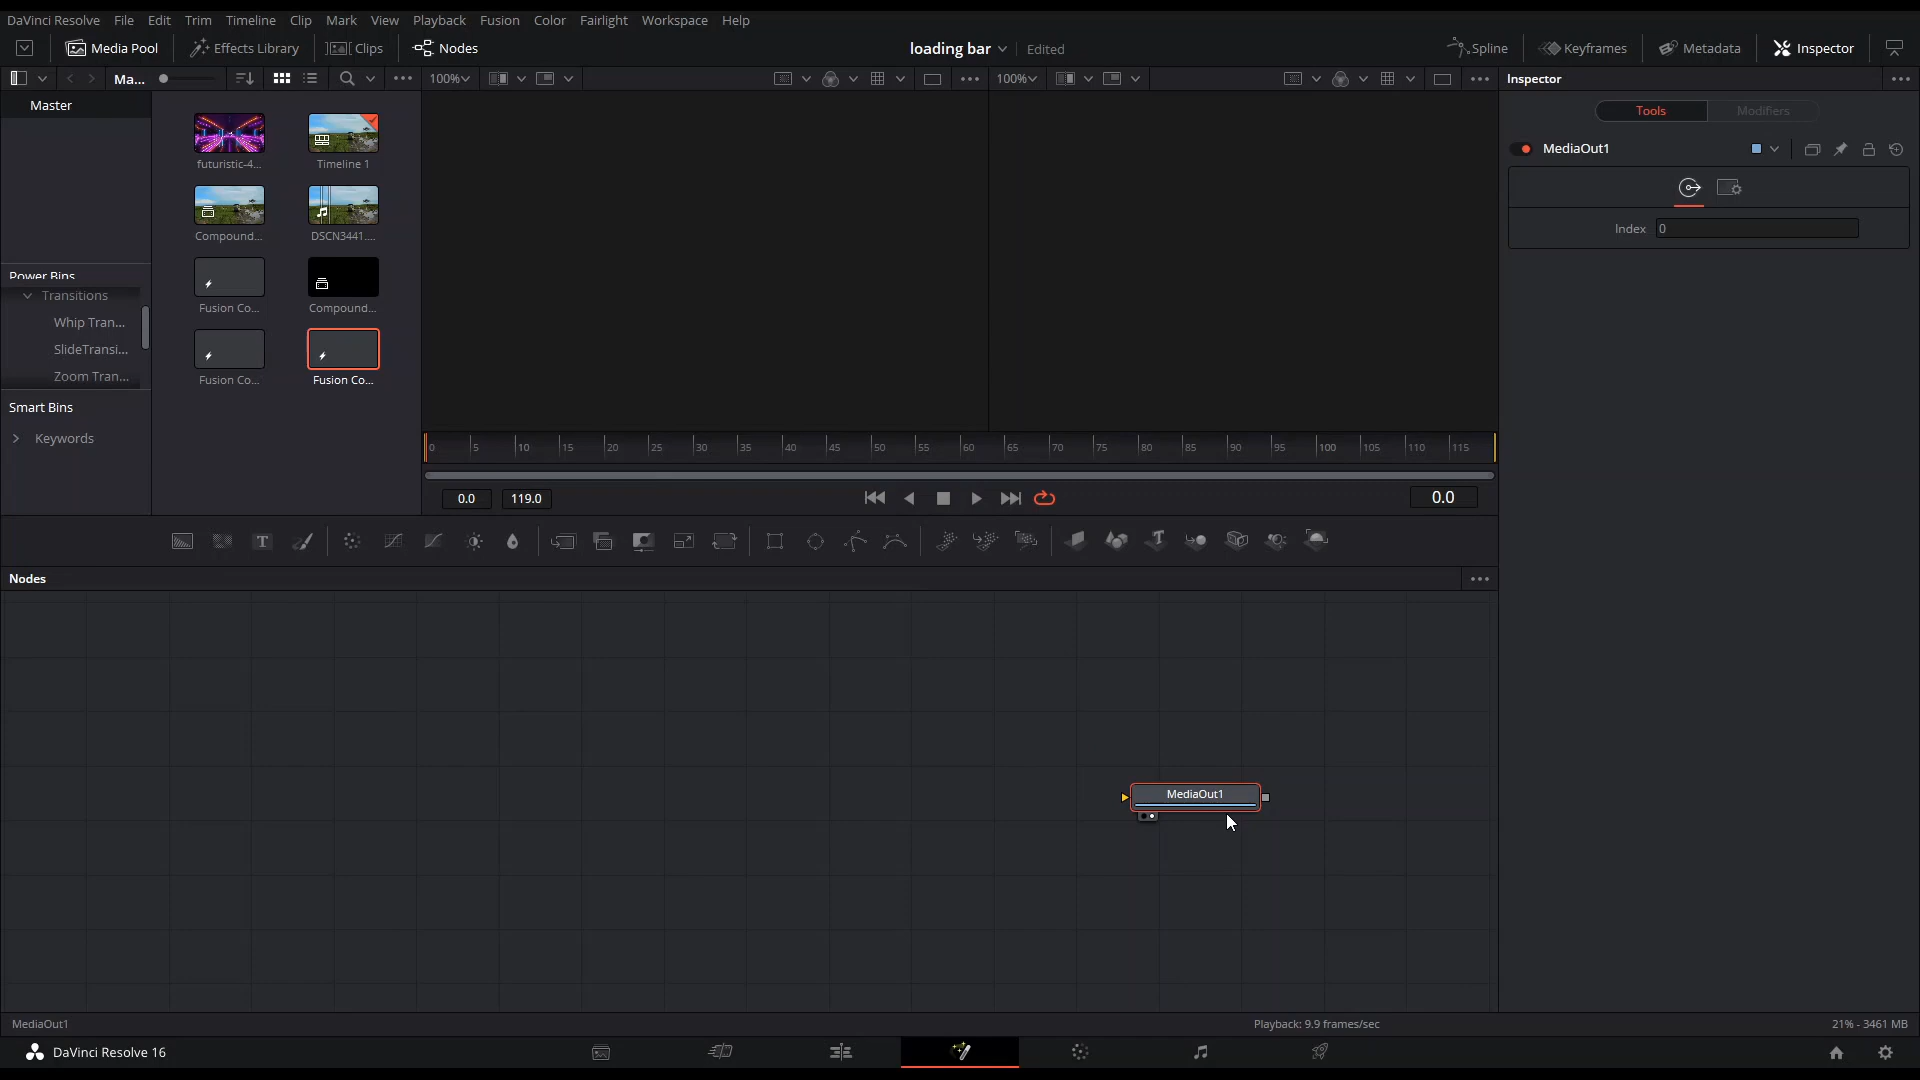 DaVinci Resolve File Edit Trim Timeline Clip Mark View Playback Fusion Color Fairlight Workspace Help
Media Pool Effects Library Clips Nodes loading bar Edited Spline Keyframes Metadata Inspector
Ma... 100% 100% Inspector
Master
Tools Modifiers
MediaOut1
futuristic-4... Timeline 1
Index 0
Compound... DSCN3441....
Power Bins
Transitions
Fusion Co... Compound...
Whip Tran...
SlideTransi...
Zoom Tran...
Fusion Co... Fusion Co...
Smart Bins
Keywords
0 5 10 15 20 25 30 35 40 45 50 55 60 65 70 75 80 85 90 95 100 105 110 115
0.0 119.0 0.0
T T
Nodes
MediaOut1
MediaOut1 Playback: 9.9 frames/sec 21% - 3461 MB
DaVinci Resolve 16